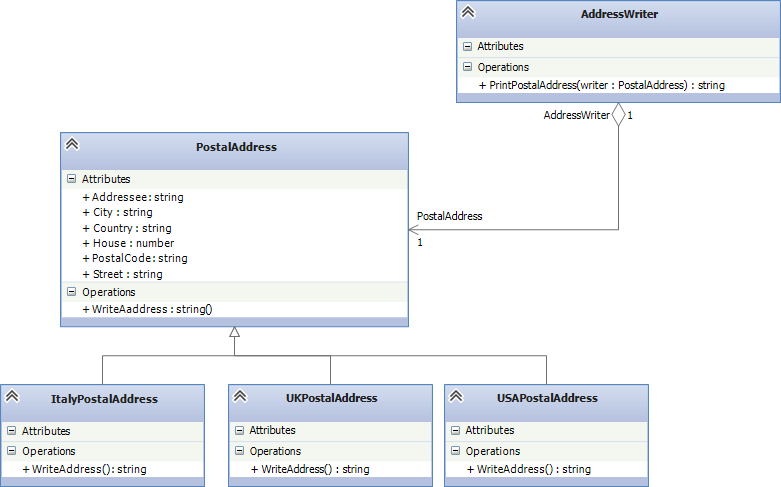 AddressWriter
Attributes
Operations
+ PrintPostalAddress(writer : PostalAddress) : string
AddressWriter 1
PostalAddress
Attributes
+ Addressee: string
+ City : string
+ Country : string
+ House : number
+ PostalCode: string
+ Street : string
Operations
+ WriteAaddress : string()
PostalAddress
1
ItalyPostalAddress
Attributes
Operations
+ WriteAddress(): string
UKPostalAddress
Attributes
Operations
+ WriteAddress() : string
USAPostalAddress
Attributes
Operations
+ WriteAddress() : string